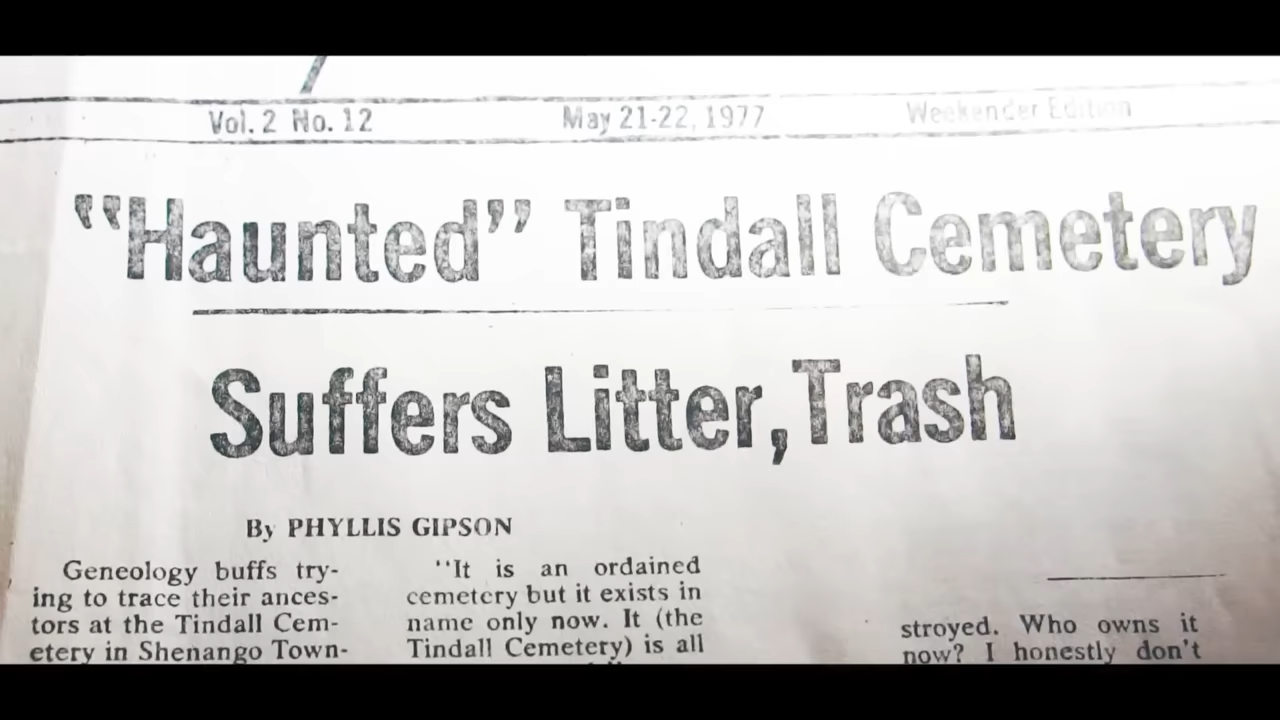 Vol. 2 No. 12 May 21-22, 1977 Weekender Edition
“Haunted” Tindall Cemetery
Suffers Litter, Trash
By PHYLLIS GIPSON
Geneology buffs try-
ing to trace their ances-
tors at the Tindall Cem-
etery in Shenango Town-
“It is an ordained
cemetery but it exists in
name only now. It (the
Tindall Cemetery) is all
stroyed. Who owns it
now? I honestly don't